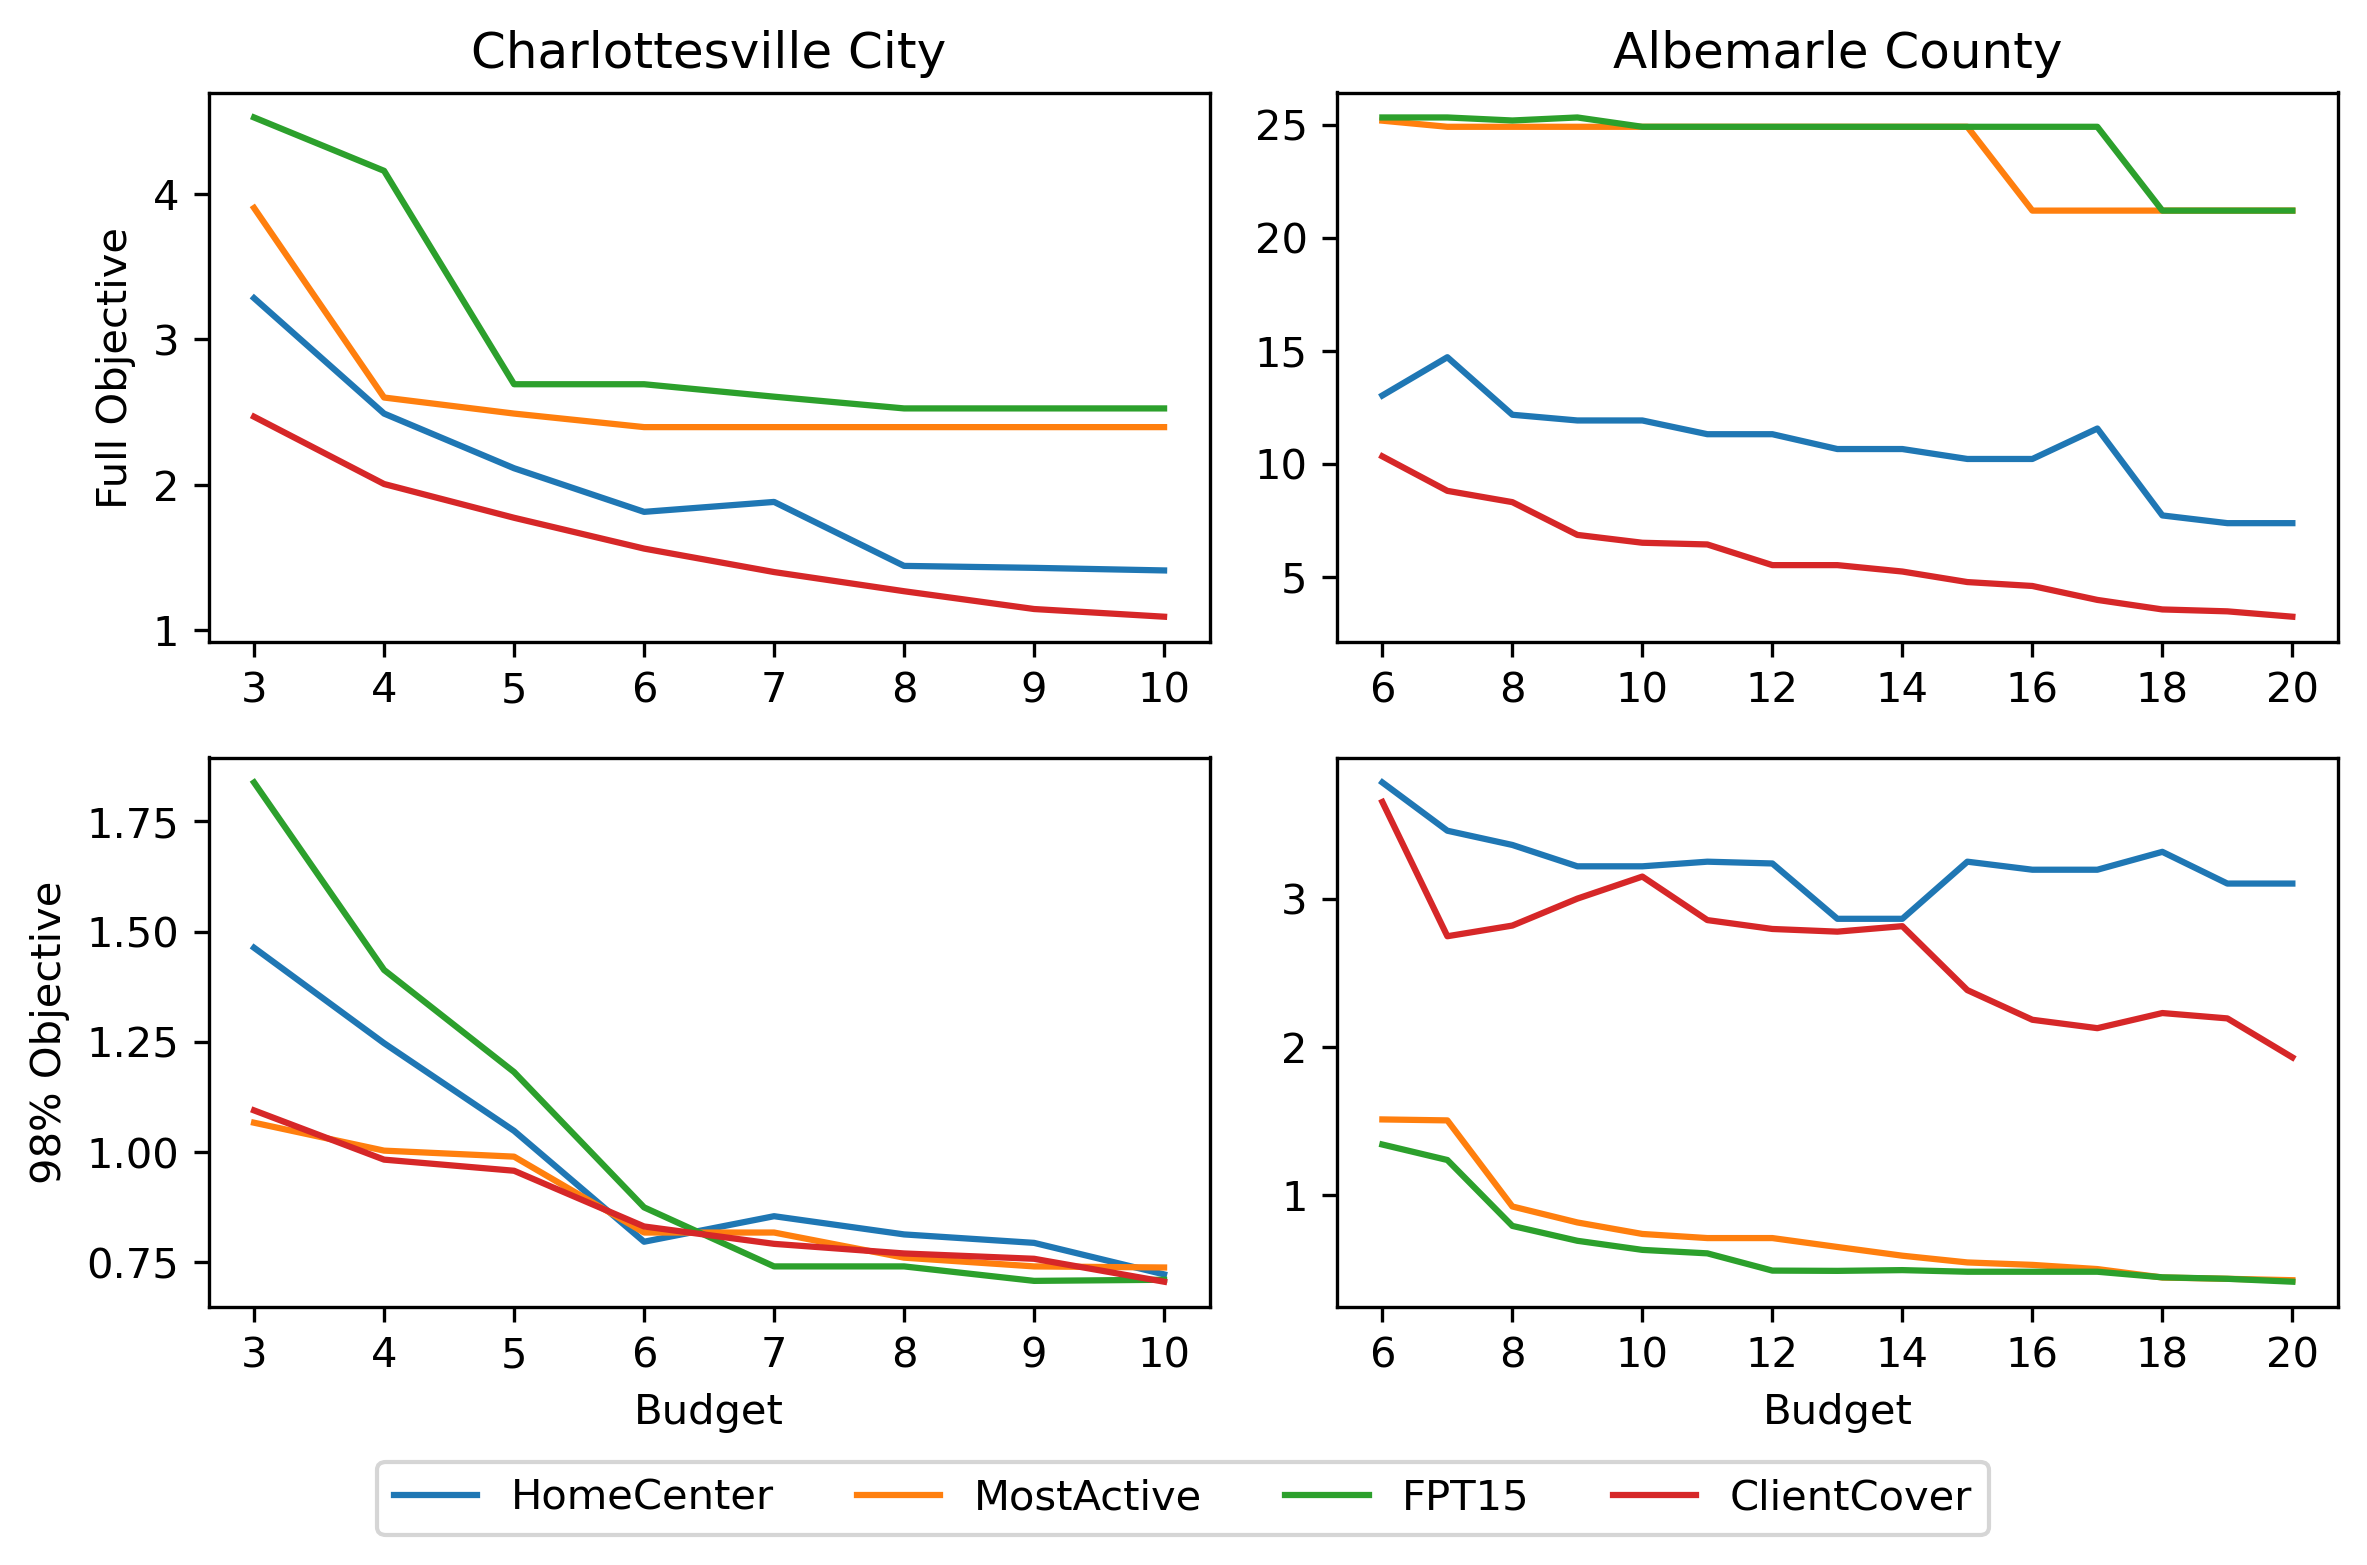 Charlottesville City
Albemarle County
Full Objective
4
3
2
1
3 4 5 6 7 8 9 10
25
20
15
10
5
6 8 10 12 14 16 18 20
98% Objective
1.75
1.50
1.25
1.00
0.75
3 4 5 6 7 8 9 10
Budget
3
2
1
6 8 10 12 14 16 18 20
Budget
HomeCenter MostActive FPT15 ClientCover